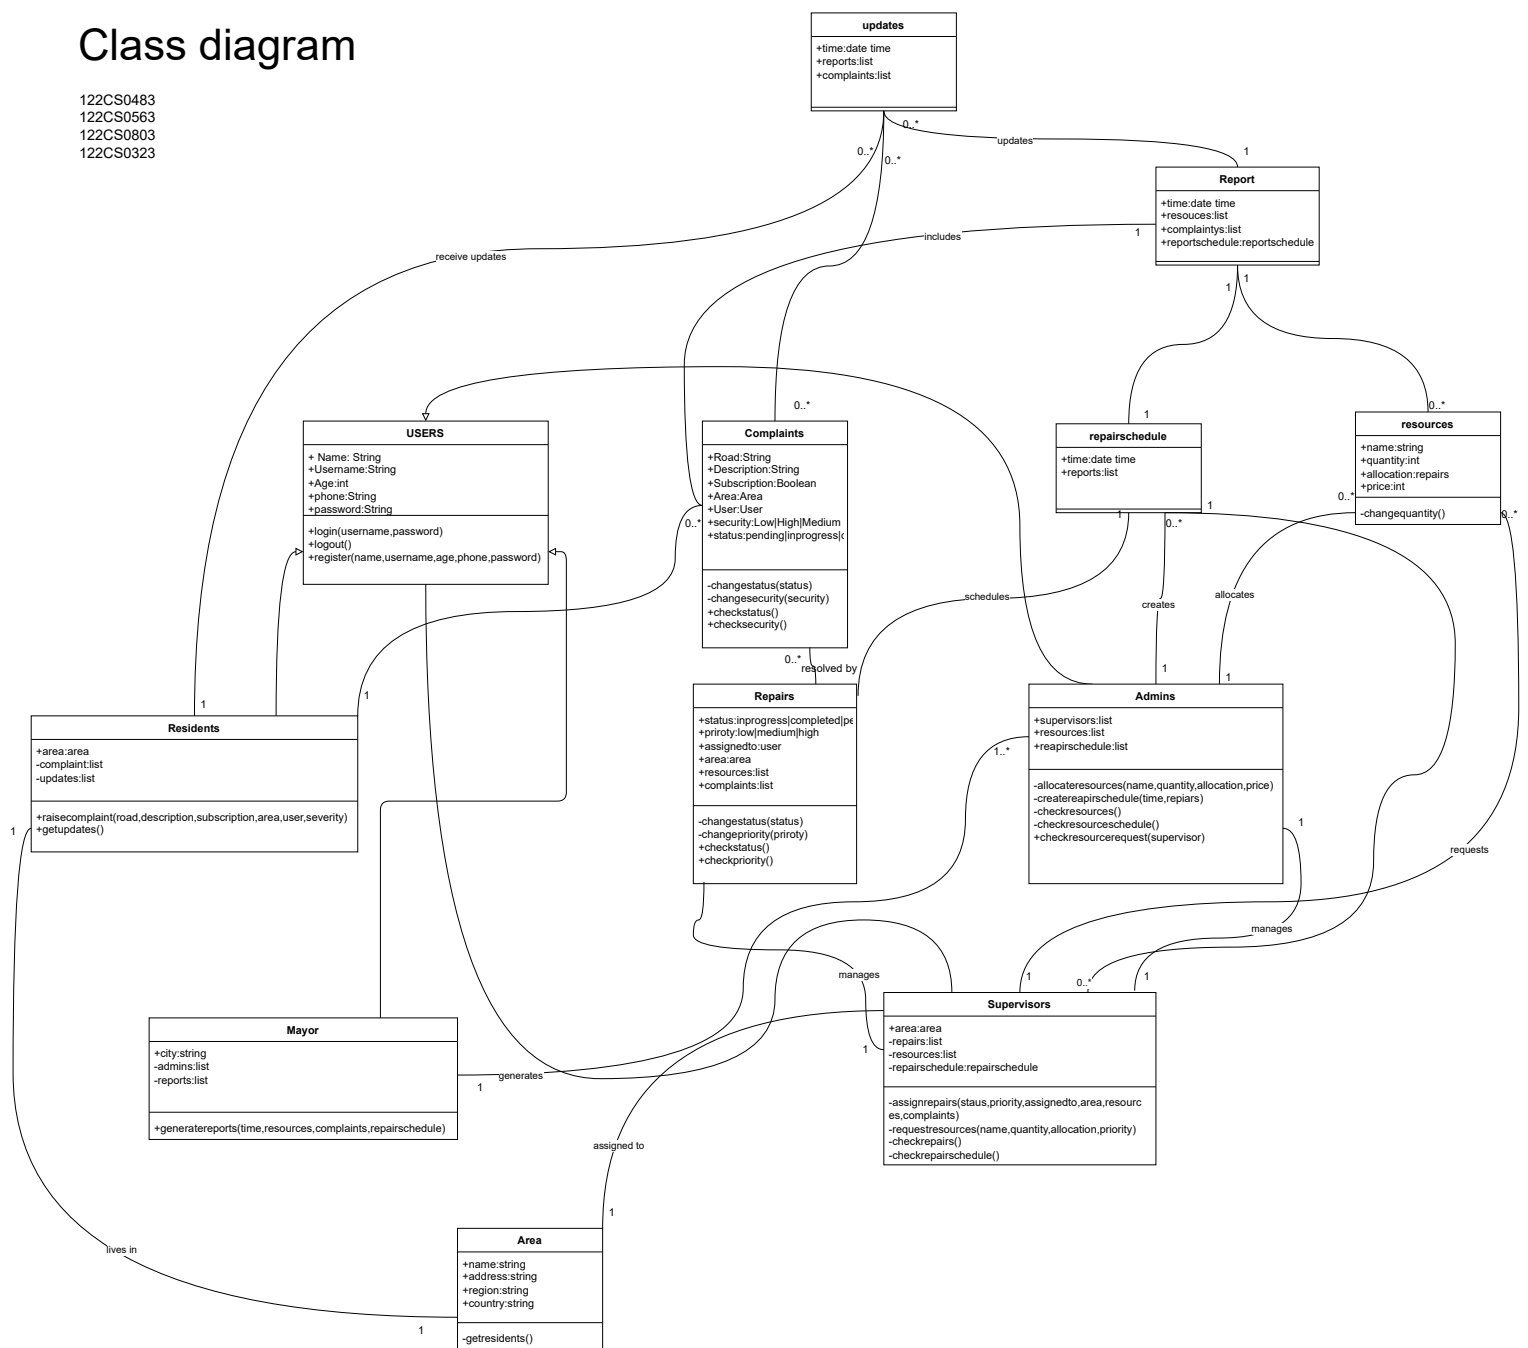 Class diagram
122CS0483
122CS0563
122CS0803
122CS0323
updates
+time:date time
+reports:list
+complaints:list
0..*
0..*
0..*
updates
1
Report
+time:date time
+resouces:list
+complaintys:list
+reportschedule:reportschedule
1
includes
receive updates
1
1
0..*
1
0..*
USERS
+ Name: String
+Username:String
+Age:int
+phone:String
+password:String
+login(username,password)
+logout()
+register(name,username,age,phone,password)
Complaints
+Road:String
+Description:String
+Subscription:Boolean
+Area:Area
+User:User
+security:Low|High|Medium
+status:pending|inprogress|c
-changestatus(status)
-changesecurity(security)
+checkstatus()
+checksecurity()
0..*
repairschedule
+time:date time
+reports:list
1
0..*
1
resources
+name:string
+quantity:int
+allocation:repairs
+price:int
-changequantity()
0..*
0..*
schedules
creates
allocates
0..*
resolved by
1
1
1
1
Residents
+area:area
-complaint:list
-updates:list
+raisecomplaint(road,description,subscription,area,user,severity)
+getupdates()
1
Repairs
+status:inprogress|completed|pe
+priroty:low|medium|high
+assignedto:user
+area:area
+resources:list
+complaints:list
-changestatus(status)
-changepriority(priroty)
+checkstatus()
+checkpriority()
Admins
+supervisors:list
+resources:list
+reapirschedule:list
-allocateresources(name,quantity,allocation,price)
-createreapirschedule(time,repiars)
-checkresources()
-checkresourceschedule()
+checkresourcerequest(supervisor)
1..*
1
requests
manages
manages
1
0..*
1
Supervisors
+area:area
-repairs:list
-resources:list
-repairschedule:repairschedule
-assignrepairs(staus,priority,assignedto,area,resourc
es,complaints)
-requestresources(name,quantity,allocation,priority)
-checkrepairs()
-checkrepairschedule()
1
Mayor
+city:string
-admins:list
-reports:list
+generatereports(time,resources,complaints,repairschedule)
1
generates
assigned to
1
lives in
1
Area
+name:string
+address:string
+region:string
+country:string
-getresidents()